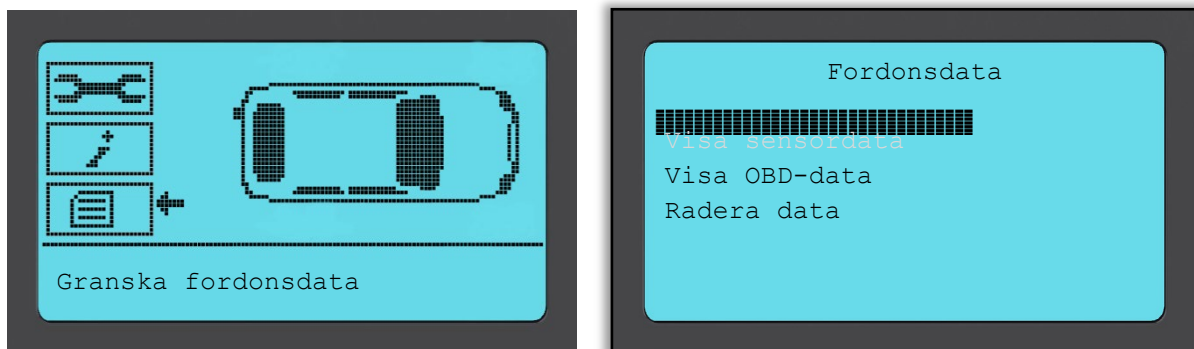 Granska fordonsdata
Fordonsdata
Visa sensordata
Visa OBD-data
Radera data